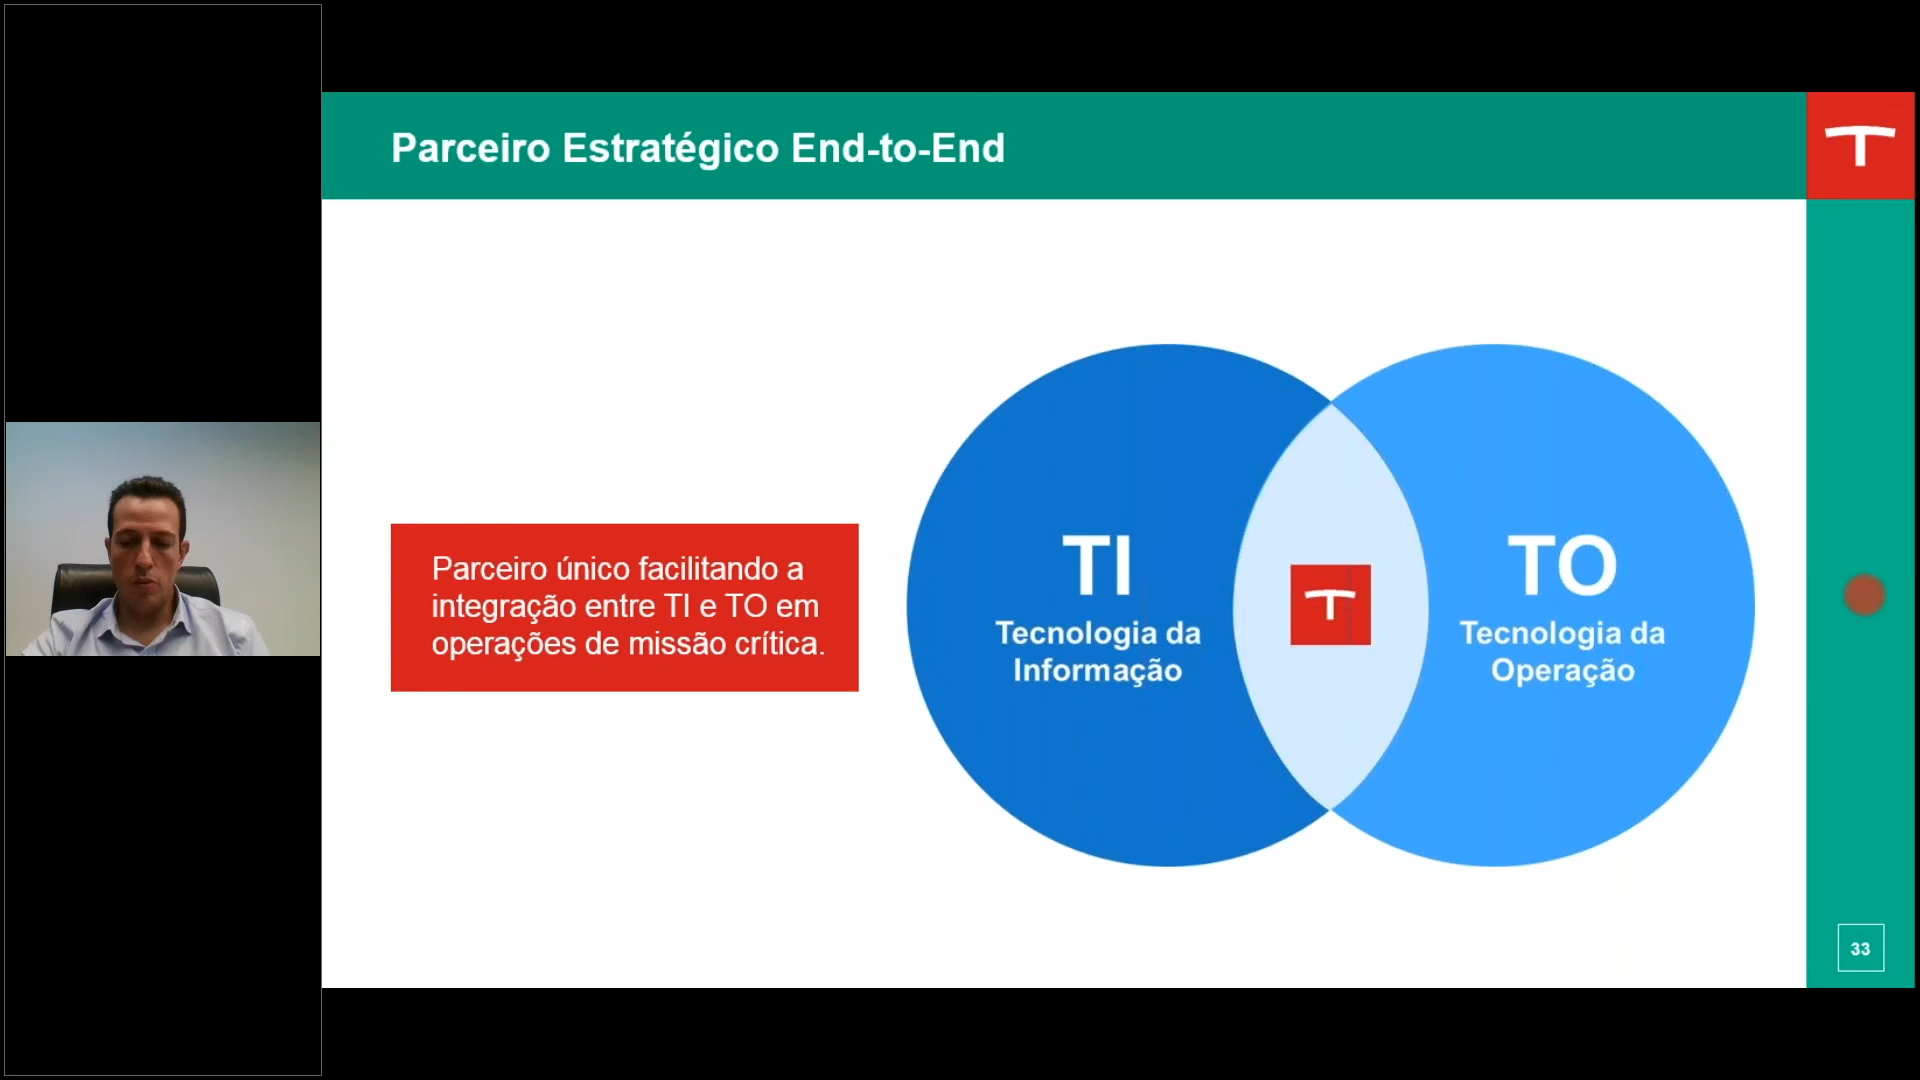 Parceiro Estratégico End-to-End
Parceiro único facilitando a
integração entre TI e TO em
operações de missão crítica.
TI
Tecnologia da
Informação
TO
Tecnologia da
Operação
33